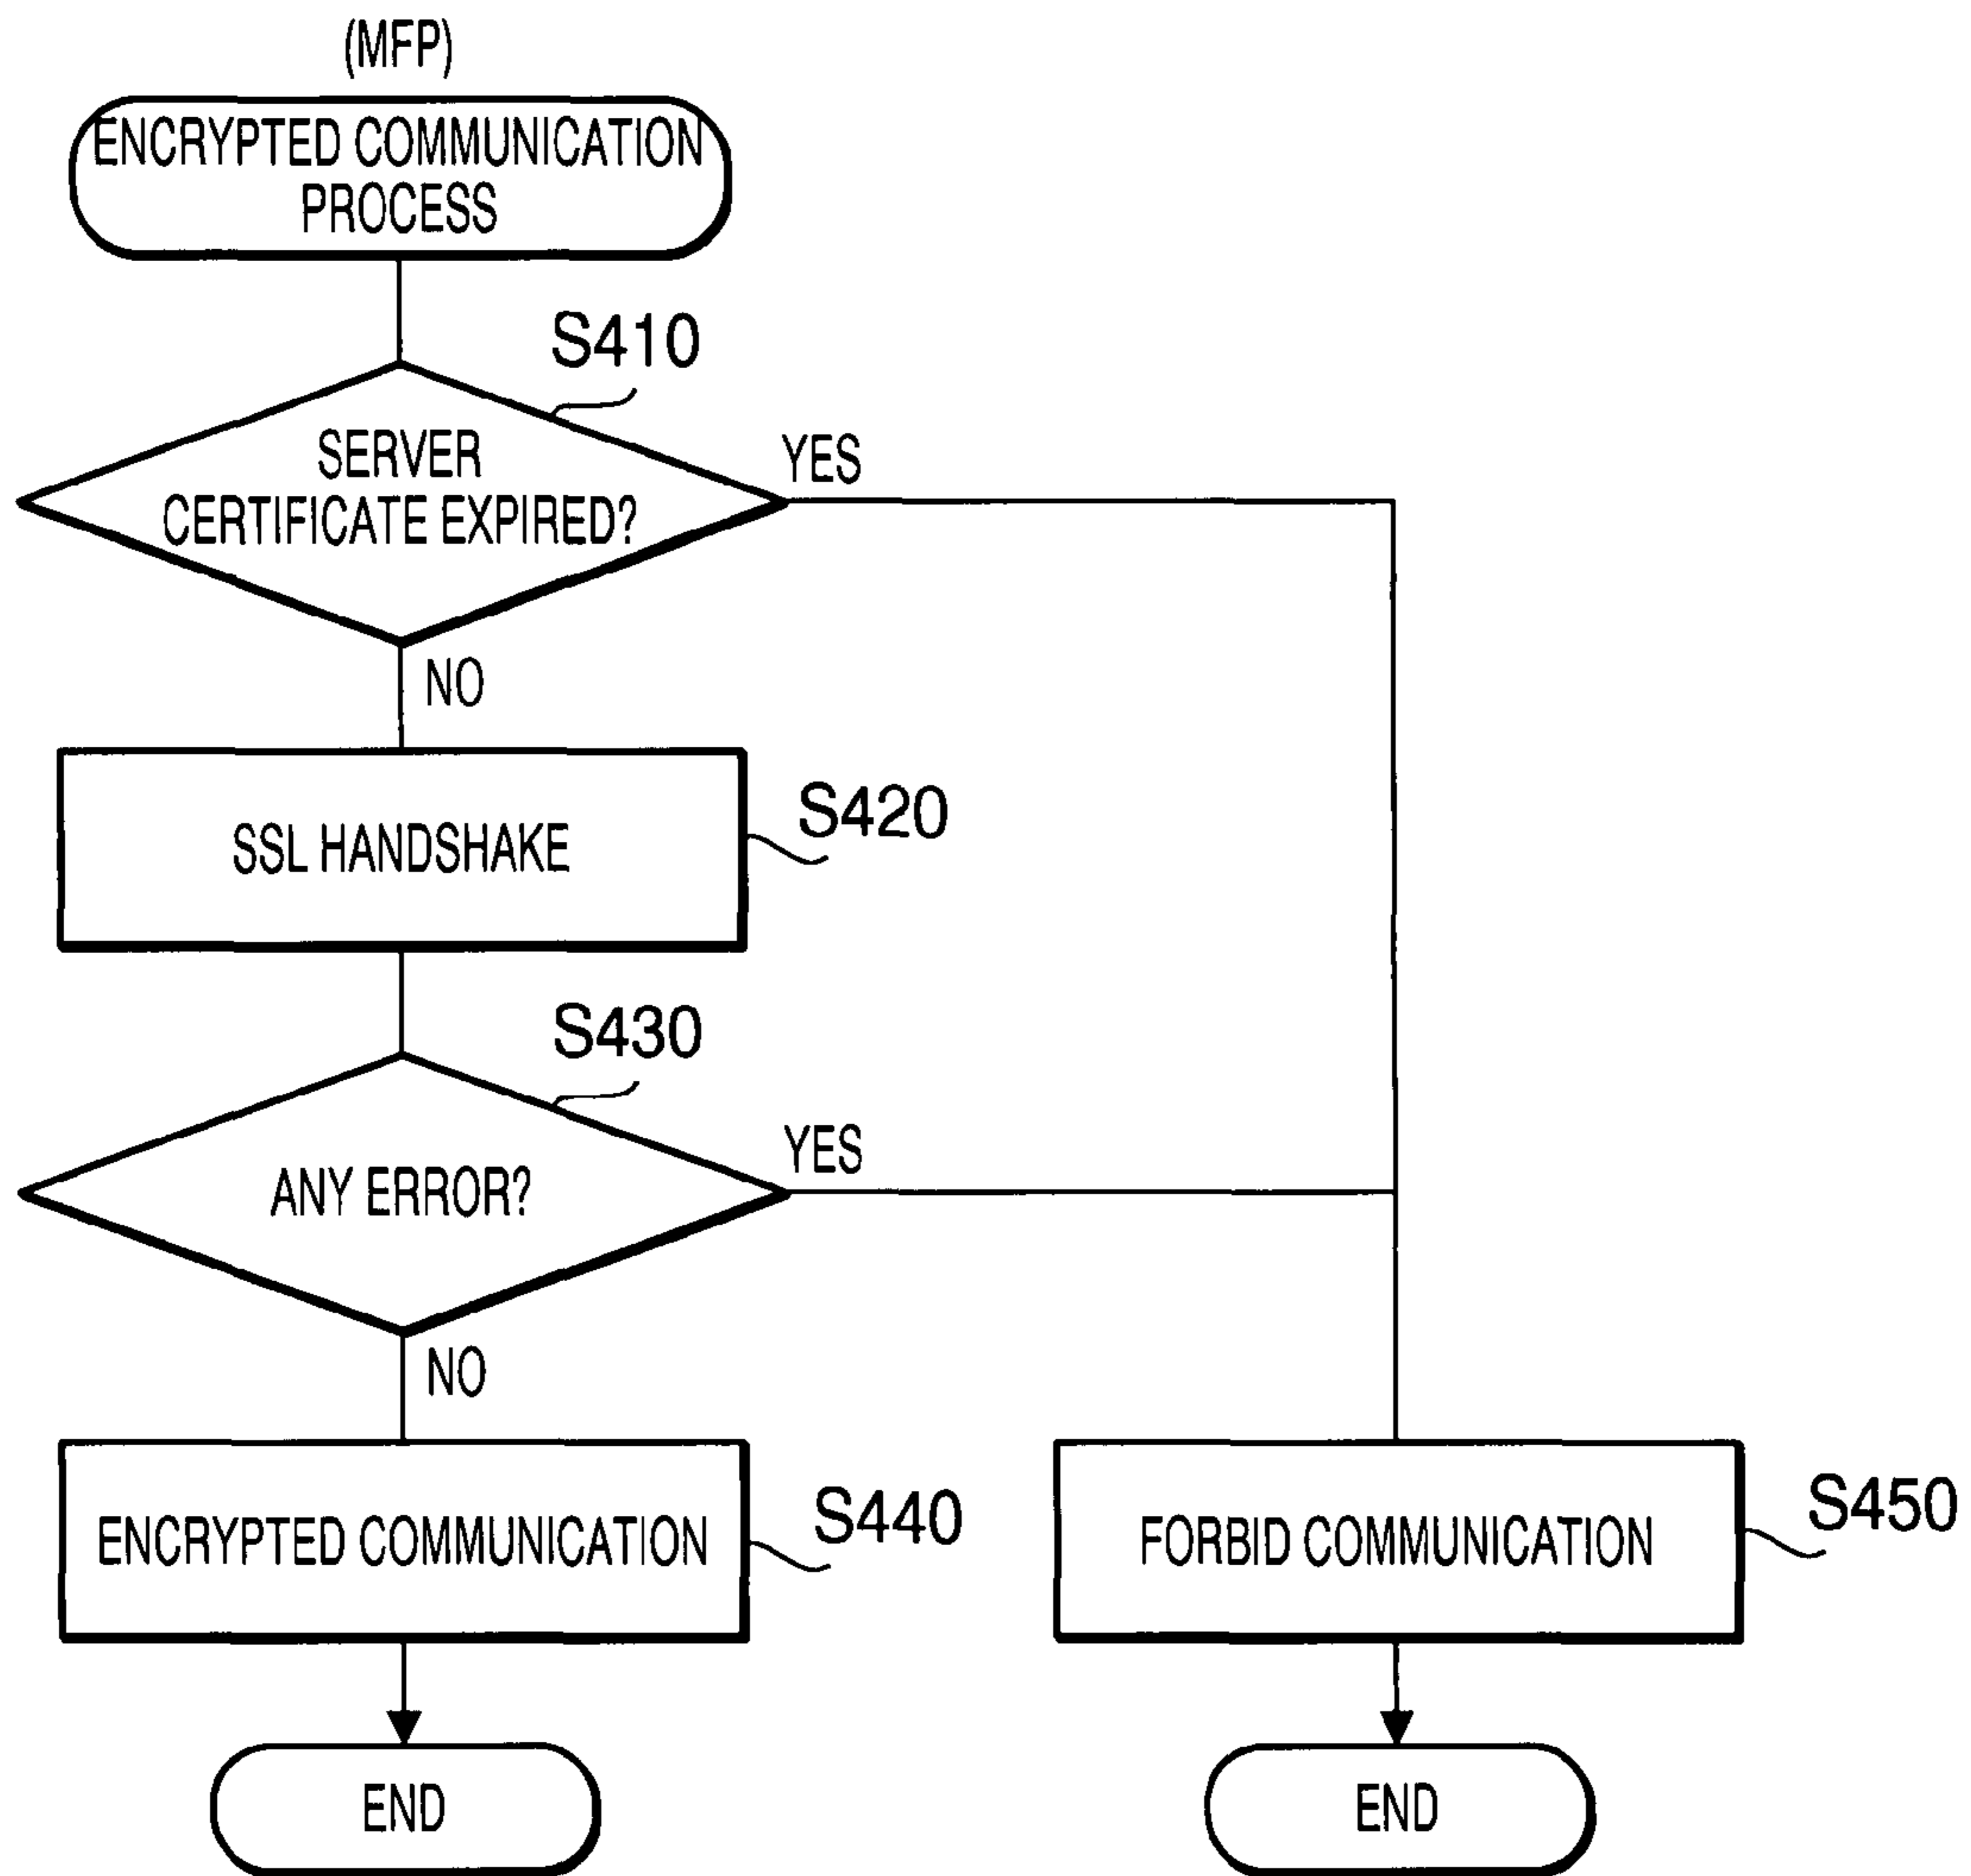 (MFP)
ENCRYPTED COMMUNICATION
PROCESS
S410
SERVER
CERTIFICATE EXPIRED?
YES
NO
SSL HANDSHAKE
S420
S430
ANY ERROR?
YES
NO
ENCRYPTED COMMUNICATION
S440
FORBID COMMUNICATION
S450
END
END